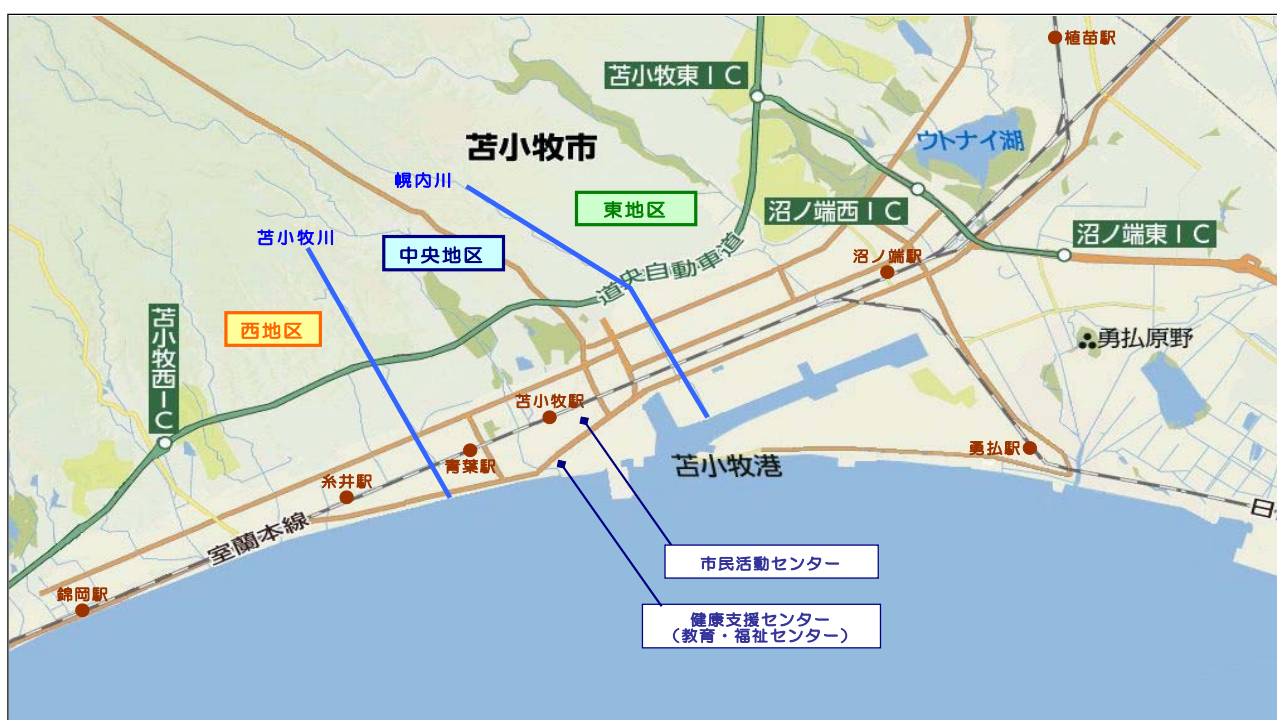 植苗駅
苫小牧東IC
ウトナイ湖
苫小牧市
幌内川
東地区
沼ノ端西IC
苫小牧川
中央地区
沼ノ端東IC
沼ノ端駅
道央自動車道
西地区
苫小牧西IC
勇払原野
苫小牧駅
青葉駅
勇払駅
苫小牧港
糸井駅
室蘭本線
日
市民活動センター
錦岡駅
健康支援センター
（教育・福祉センター）